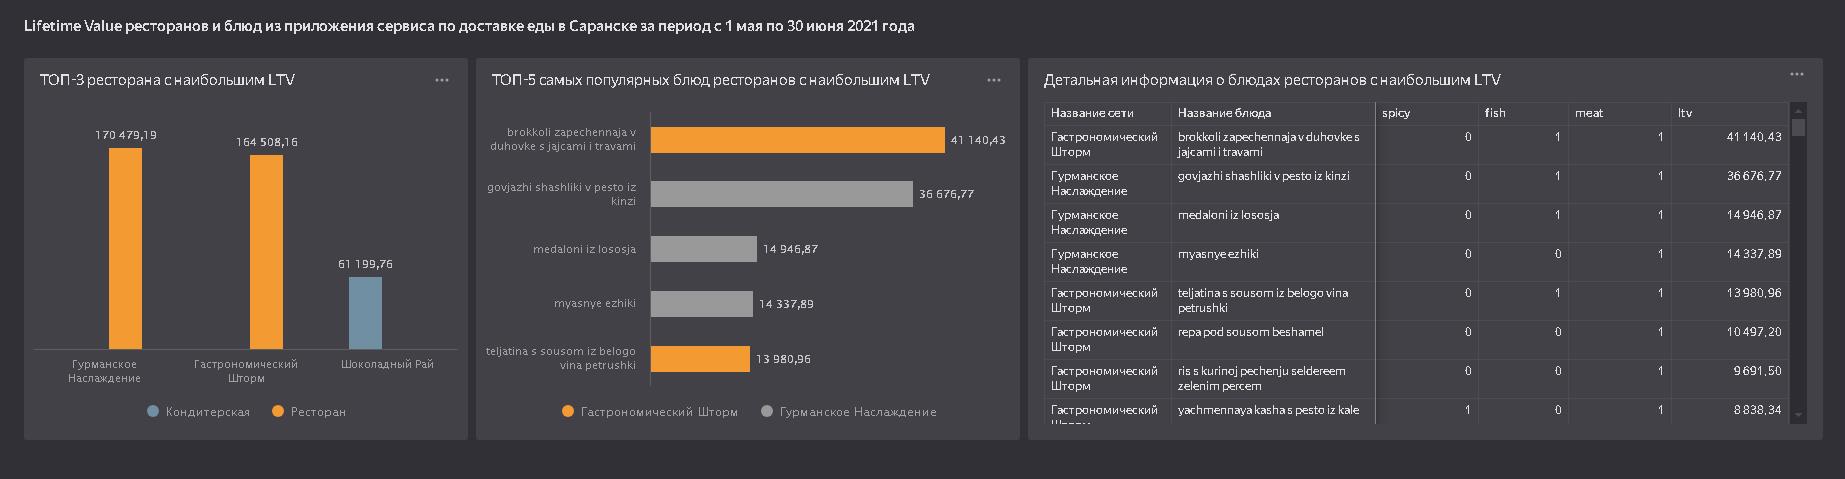 Lifetime Value ресторанов и блюд из приложения сервиса по доставке еды в Саранске за период с 1 мая по 30 июня 2021 года
ТОП-3 ресторана с наибольшим LTV
170 479,19
164 508,16
61 199,76
Гурманское
Наслаждение
Гастрономический
Шторм
Шоколадный Рай
Кондитерская
Ресторан
ТОП-5 самых популярных блюд ресторанов с наибольшим LTV
brokkoli zapechennaja v
duhovke s jajcami i travami
41 140,43
govjazhi shashliki v pesto iz
kinzi
36 676,77
medaloni iz lososja
14 946,87
myasnye ezhiki
14 337,89
teljatina s sousom iz belogo
vina petrushki
13 980,96
Гастрономический Шторм
Гурманское Наслаждение
Детальная информация о блюдах ресторанов с наибольшим LTV
Название сети Название блюда spicy fish meat ltv
Гастрономический brokkoli zapechennaja v duhovke s 0 1 1 41 140,43
Шторм jajcami i travami
Гурманское govjazhi shashliki v pesto iz kinzi 0 1 1 36 676,77
Наслаждение
Гурманское medaloni iz lososja 0 1 1 14 946,87
Наслаждение
Гурманское myasnye ezhiki 0 0 1 14 337,89
Наслаждение
Гастрономический teljatina s sousom iz belogo vina 0 1 1 13 980,96
Шторм petrushki
Гастрономический repa pod sousom beshamel 0 0 1 10 497,20
Шторм
Гастрономический ris s kurinoj pechenju seldereem 0 0 1 9 691,50
Шторм zelenim percem
Гастрономический yachmennaya kasha s pesto iz kale 1 0 1 8 838,34